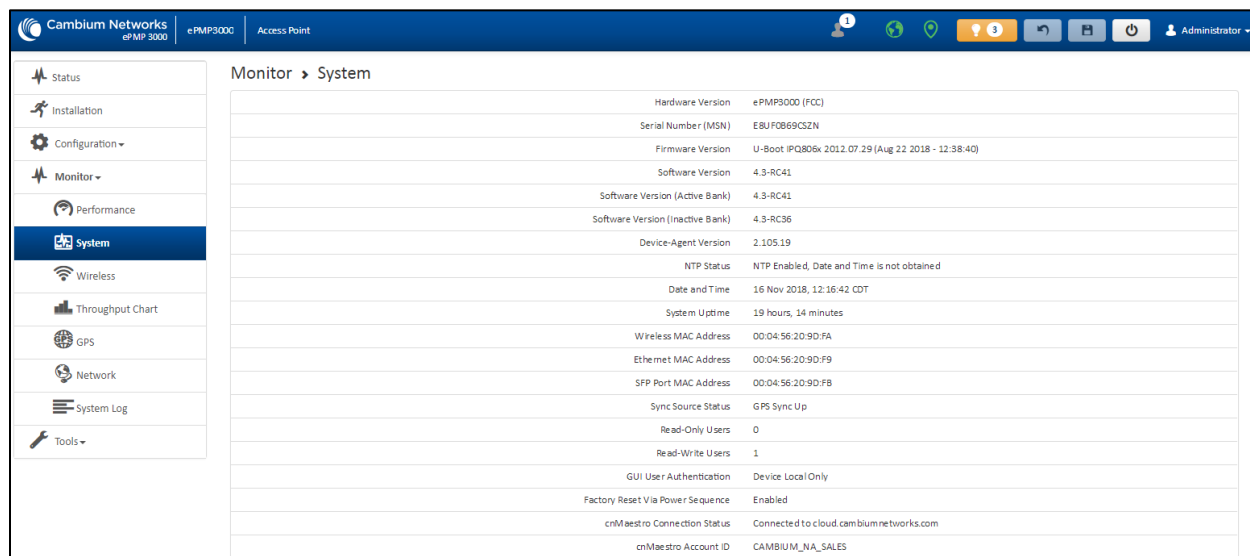 Cambium Networks
ePMP 3000
ePMP3000
Access Point
1
3
Administrator
Status
Installation
Configuration
Monitor
Performance
System
Wireless
Throughput Chart
GPS
GPS
Network
System Log
Tools
Monitor > System
Hardware Version ePMP3000 (FCC)
Serial Number (MSN) E8UF0B69CSZN
Firmware Version U-Boot IPQ806x 2012.07.29 (Aug 22 2018 - 12:38:40)
Software Version 4.3-RC41
Software Version (Active Bank) 4.3-RC41
Software Version (Inactive Bank) 4.3-RC36
Device-Agent Version 2.105.19
NTP Status NTP Enabled, Date and Time is not obtained
Date and Time 16 Nov 2018, 12:16:42 CDT
System Uptime 19 hours, 14 minutes
Wireless MAC Address 00:04:56:20:9D:FA
Ethernet MAC Address 00:04:56:20:9D:F9
SFP Port MAC Address 00:04:56:20:9D:FB
Sync Source Status GPS Sync Up
Read-Only Users 0
Read-Write Users 1
GUI User Authentication Device Local Only
Factory Reset Via Power Sequence Enabled
cnMaestro Connection Status Connected to cloud.cambiumnetworks.com
cnMaestro Account ID CAMBIUM_NA_SALES